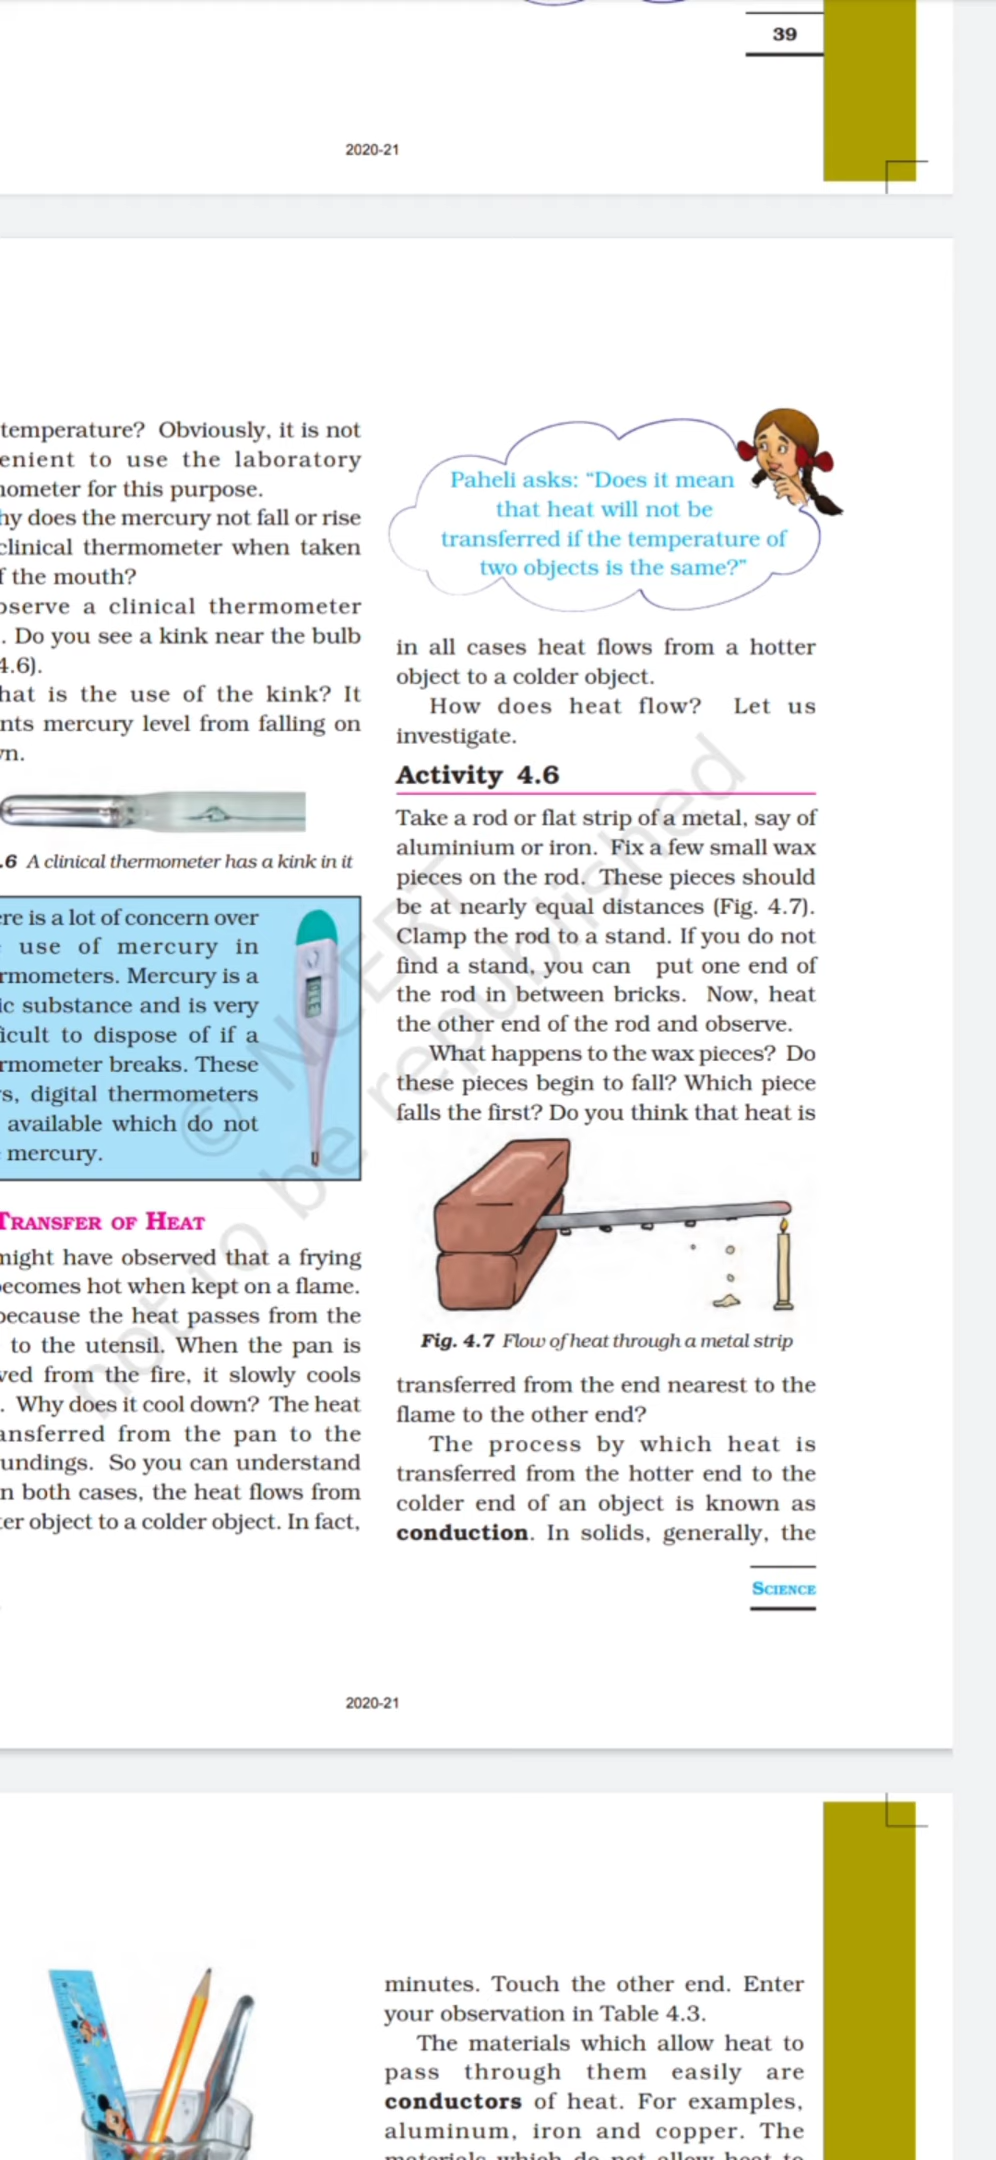 39
2020-21
temperature? Obviously, it is not
enient to use the laboratory
ometer for this purpose.
hy does the mercury not fall or rise
clinical thermometer when taken
f the mouth?
bserve a clinical thermometer
. Do you see a kink near the bulb
4.6).
hat is the use of the kink? It
nts mercury level from falling on
n.
.6 A clinical thermometer has a kink in it
ere is a lot of concern over
use of mercury in
rmometers. Mercury is a
ic substance and is very
icult to dispose of if a
rmometer breaks. These
s, digital thermometers
available which do not
mercury.
TRANSFER OF HEAT
might have observed that a frying
ecomes hot when kept on a flame.
because the heat passes from the
to the utensil. When the pan is
ved from the fire, it slowly cools
. Why does it cool down? The heat
ansferred from the pan to the
undings. So you can understand
n both cases, the heat flows from
ter object to a colder object. In fact,
Paheli asks: “Does it mean
that heat will not be
transferred if the temperature of
two objects is the same?”
in all cases heat flows from a hotter
object to a colder object.
How does heat flow? Let us
investigate.
Activity 4.6
Take a rod or flat strip of a metal, say of
aluminium or iron. Fix a few small wax
pieces on the rod. These pieces should
be at nearly equal distances (Fig. 4.7).
Clamp the rod to a stand. If you do not
find a stand, you can put one end of
the rod in between bricks. Now, heat
the other end of the rod and observe.
What happens to the wax pieces? Do
these pieces begin to fall? Which piece
falls the first? Do you think that heat is
Fig. 4.7 Flow of heat through a metal strip
transferred from the end nearest to the
flame to the other end?
The process by which heat is
transferred from the hotter end to the
colder end of an object is known as
conduction. In solids, generally, the
SCIENCE
© NCERT
not to be republished
2020-21
minutes. Touch the other end. Enter
your observation in Table 4.3.
The materials which allow heat to
pass through them easily are
conductors of heat. For examples,
aluminum, iron and copper. The
materials which do not allow heat to